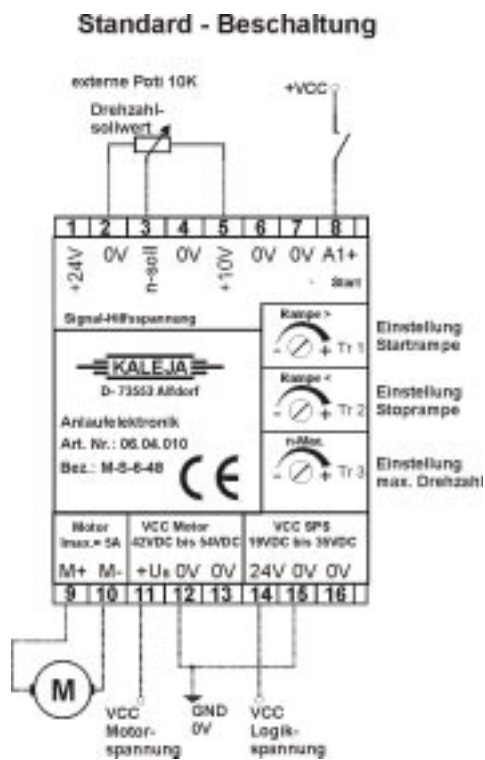 Standard - Beschaltung
externe Poti 10K
Drehzahl-
sollwert
+VCC
1 2 3 4 5 6 7 8
+24V 0V n-soll 0V +10V 0V 0V A1+
- Start
Signal-Hilfsspannung
Rampe >
- + Tr 1
Einstellung
Startrampe
KALEJA
D- 73553 Alfdorf
Rampe <
- + Tr 2
Einstellung
Stoprampe
Anlaufelektronik
Art. Nr.: 06.04.010
Bez.: M-S-6-48
CE
n-Max.
- + Tr 3
Einstellung
max. Drehzahl
Motor
Imax.= 5A
VCC Motor
42VDC bis 54VDC
VCC SPS
19VDC bis 35VDC
M+ M- +UB 0V 0V 24V 0V 0V
9 10 11 12 13 14 15 16
M
VCC
Motor-
spannung
GND
0V
VCC
Logik-
spannung